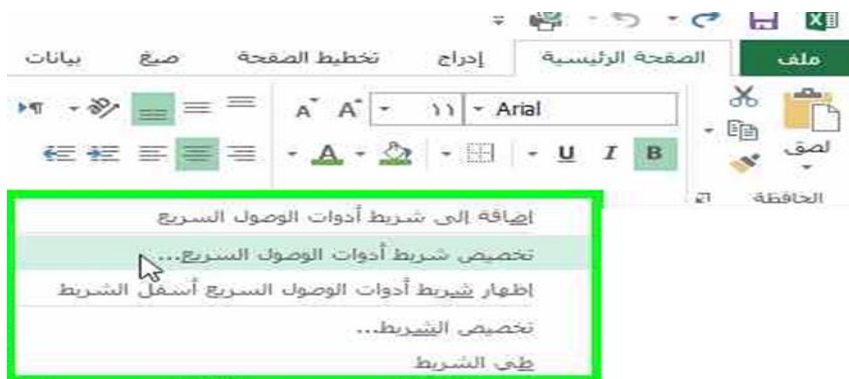 ملف الصفحة الرئيسية إدراج تخطيط الصفحة صيغ بيانات
Arial ١١ A A
لصق B I U A
الحافظة
إضافة إلى شريط أدوات الوصول السريع
تخصيص شريط أدوات الوصول السريع...
إظهار شريط أدوات الوصول السريع أسفل الشريط
تخصيص الشريط...
طي الشريط